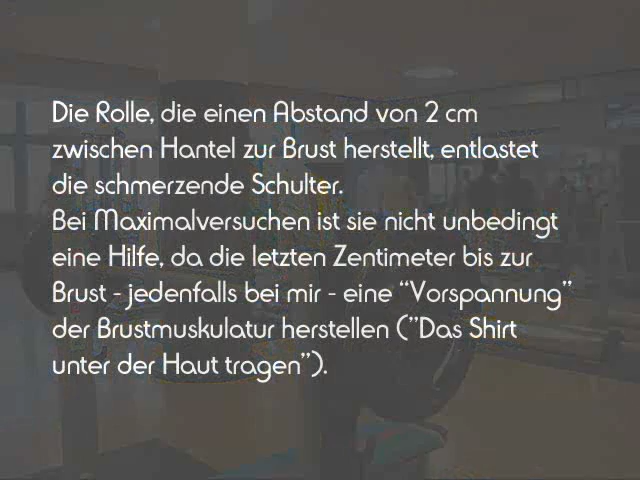 Die Rolle, die einen Abstand von 2 cm
zwischen Hantel zur Brust herstellt, entlastet
die schmerzende Schulter.
Bei Maximalversuchen ist sie nicht unbedingt
eine Hilfe, da die letzten Zentimeter bis zur
Brust - jedenfalls bei mir - eine “Vorspannung”
der Brustmuskulatur herstellen (”Das Shirt
unter der Haut tragen”).